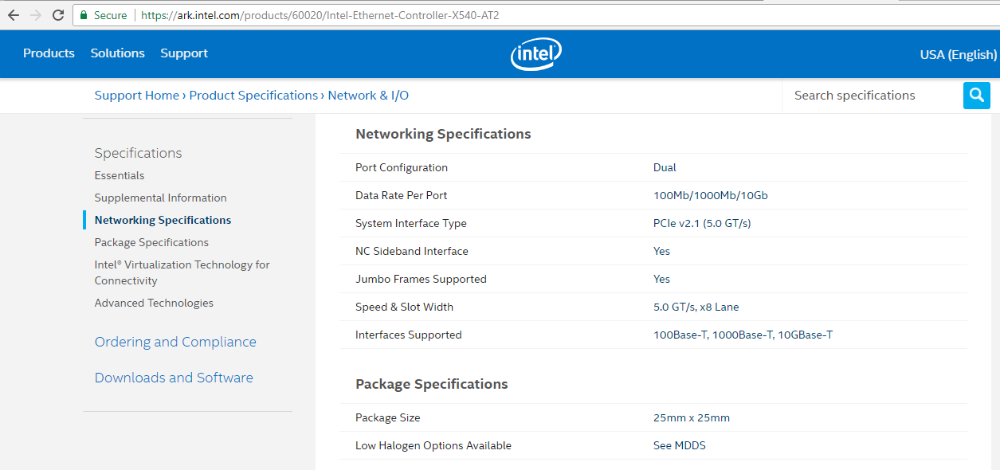 Secure https://ark.intel.com/products/60020/Intel-Ethernet-Controller-X540-AT2
Products Solutions Support
intel
USA (English)
Support Home › Product Specifications › Network & I/O
Search specifications
Specifications
Essentials
Supplemental Information
Networking Specifications
Package Specifications
Intel® Virtualization Technology for
Connectivity
Advanced Technologies
Ordering and Compliance
Downloads and Software
Networking Specifications
Port Configuration Dual
Data Rate Per Port 100Mb/1000Mb/10Gb
System Interface Type PCIe v2.1 (5.0 GT/s)
NC Sideband Interface Yes
Jumbo Frames Supported Yes
Speed & Slot Width 5.0 GT/s, x8 Lane
Interfaces Supported 100Base-T, 1000Base-T, 10GBase-T
Package Specifications
Package Size 25mm x 25mm
Low Halogen Options Available See MDDS